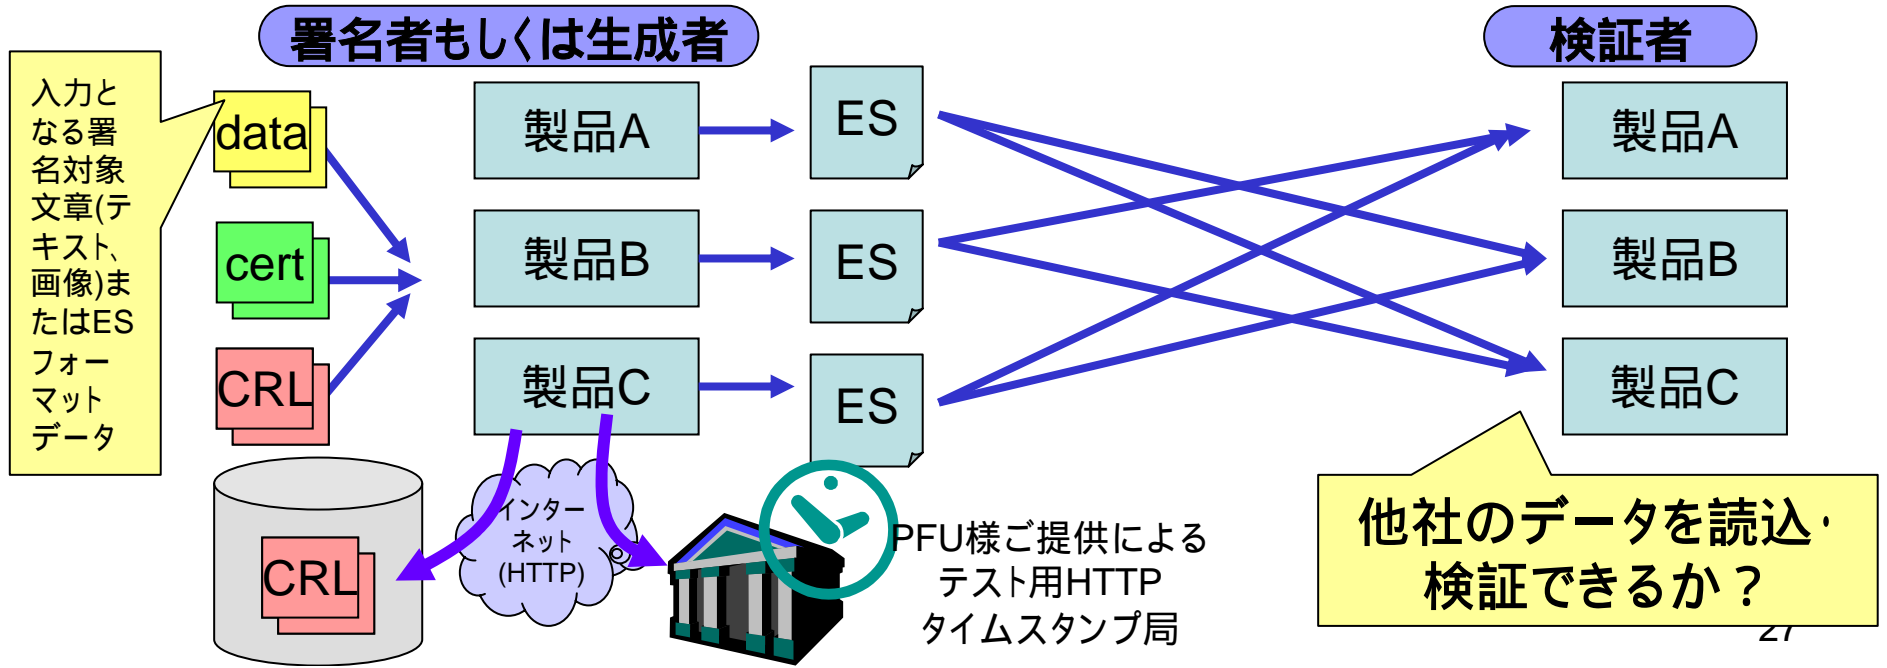 署名者もしくは生成者
検証者
入力と
なる署
名対象
文章(テ
キスト、
画像)ま
たはES
フォー
マット
データ
data
cert
CRL
製品A
製品B
製品C
ES
ES
ES
製品A
製品B
製品C
CRL
インター
ネット
(HTTP)
PFU様ご提供による
テスト用HTTP
タイムスタンプ局
他社のデータを読込・
検証できるか？
27